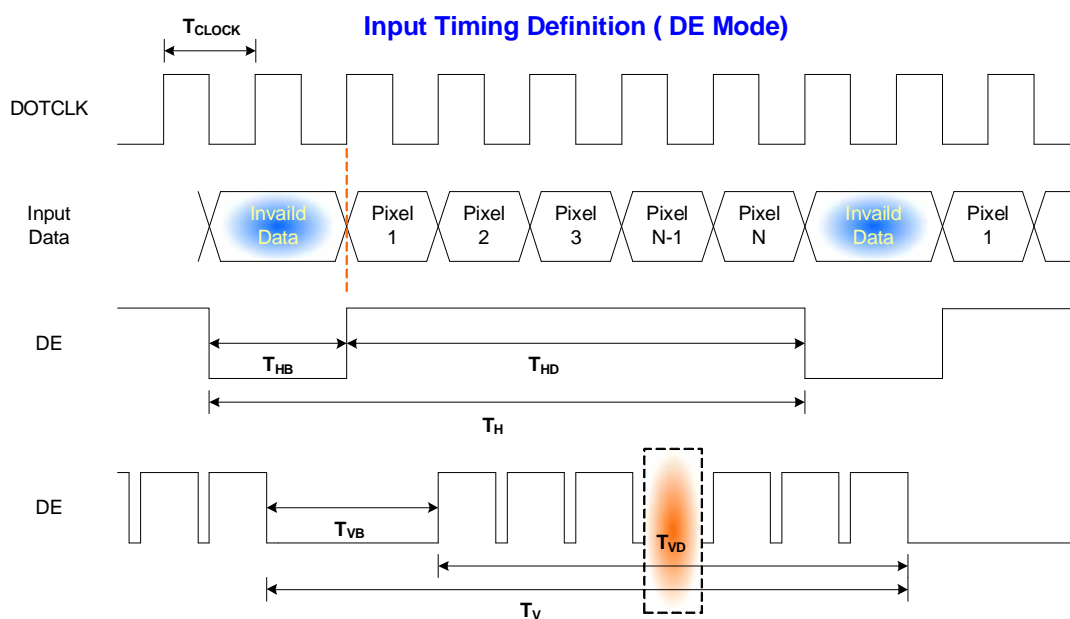 Input Timing Definition ( DE Mode)
TCLOCK
DOTCLK
Input
Data
Invaild
Data
Pixel
1
Pixel
2
Pixel
3
Pixel
N-1
Pixel
N
Invaild
Data
Pixel
1
DE
THB
THD
TH
DE
TVB
TVD
TV